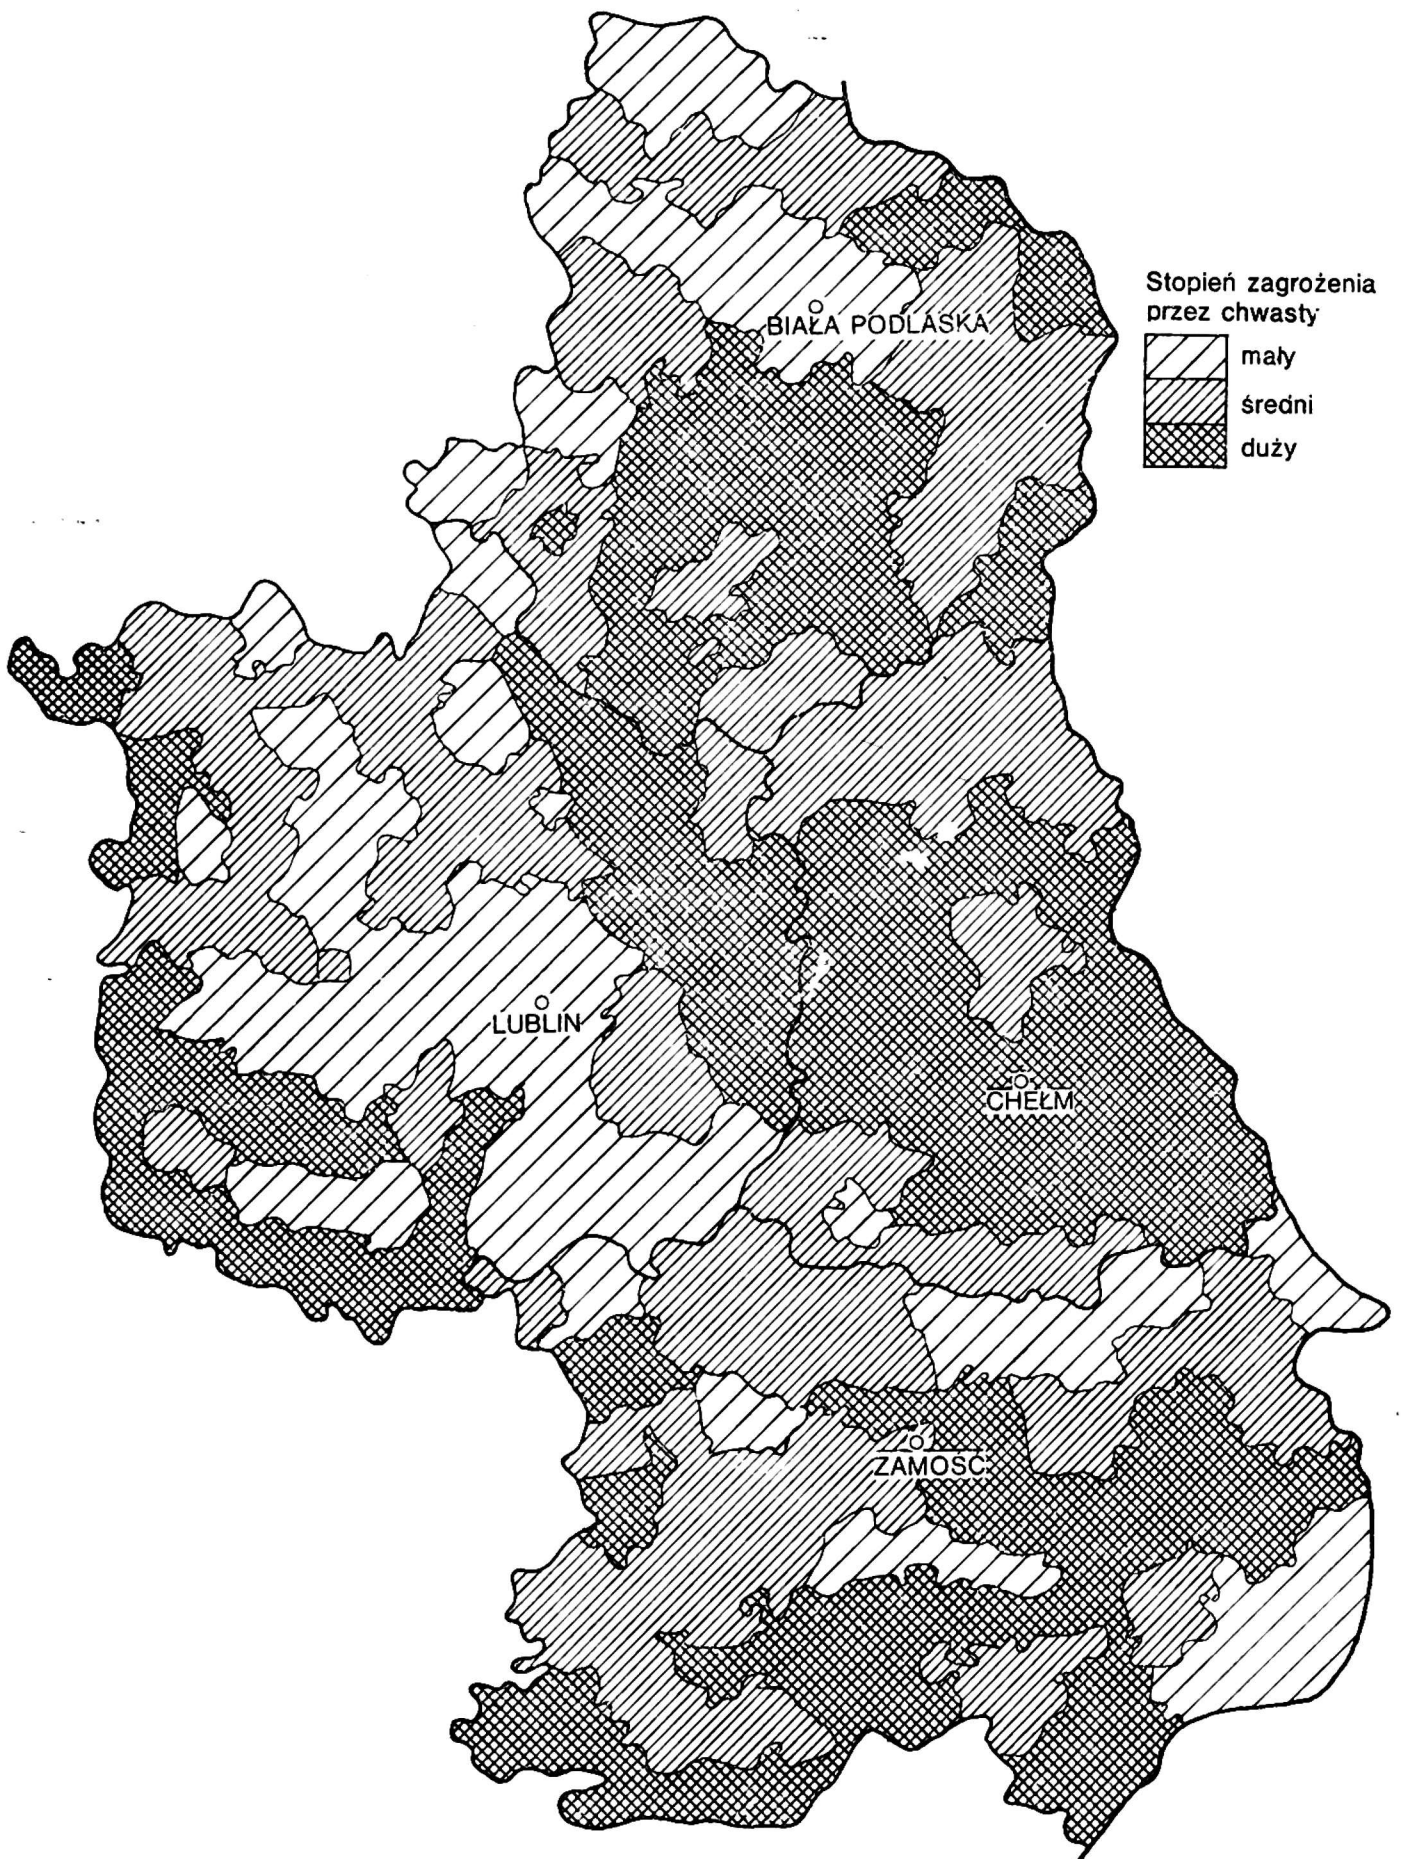 Stopień zagrożenia
przez chwasty
mały
średni
duży
BIAŁA PODLASKA
LUBLIN
CHEŁM
ZAMOŚĆ